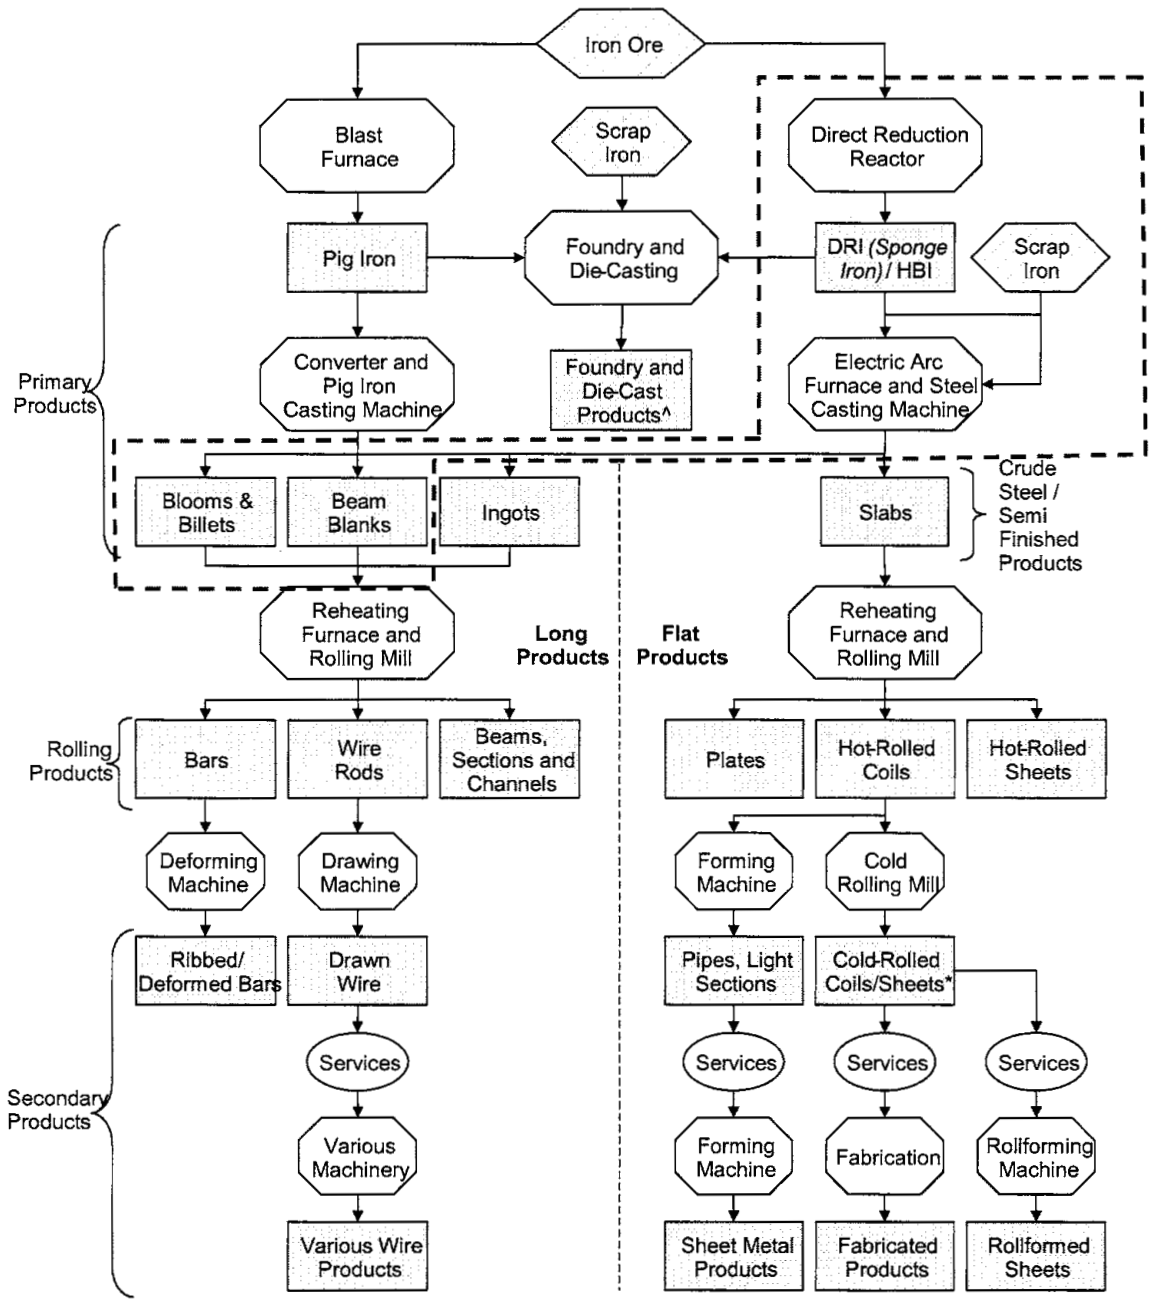 Iron Ore
Blast
Furnace
Scrap
Iron
Direct Reduction
Reactor
Pig Iron
Foundry and
Die-Casting
DRI (Sponge
Iron) / HBI
Scrap
Iron
Primary
Products
Converter and
Pig Iron
Casting Machine
Foundry and
Die-Cast
Products^
Electric Arc
Furnace and Steel
Casting Machine
Blooms &
Billets
Beam
Blanks
Ingots
Slabs
Crude
Steel /
Semi
Finished
Products
Reheating
Furnace and
Rolling Mill
Long
Products
Flat
Products
Reheating
Furnace and
Rolling Mill
Rolling
Products
Bars
Wire
Rods
Beams,
Sections and
Channels
Plates
Hot-Rolled
Coils
Hot-Rolled
Sheets
Deforming
Machine
Drawing
Machine
Forming
Machine
Cold
Rolling Mill
Ribbed/
Deformed Bars
Drawn
Wire
Pipes, Light
Sections
Cold-Rolled
Coils/Sheets*
Services
Services
Services
Services
Secondary
Products
Various
Machinery
Forming
Machine
Fabrication
Rollforming
Machine
Various Wire
Products
Sheet Metal
Products
Fabricated
Products
Rollformed
Sheets